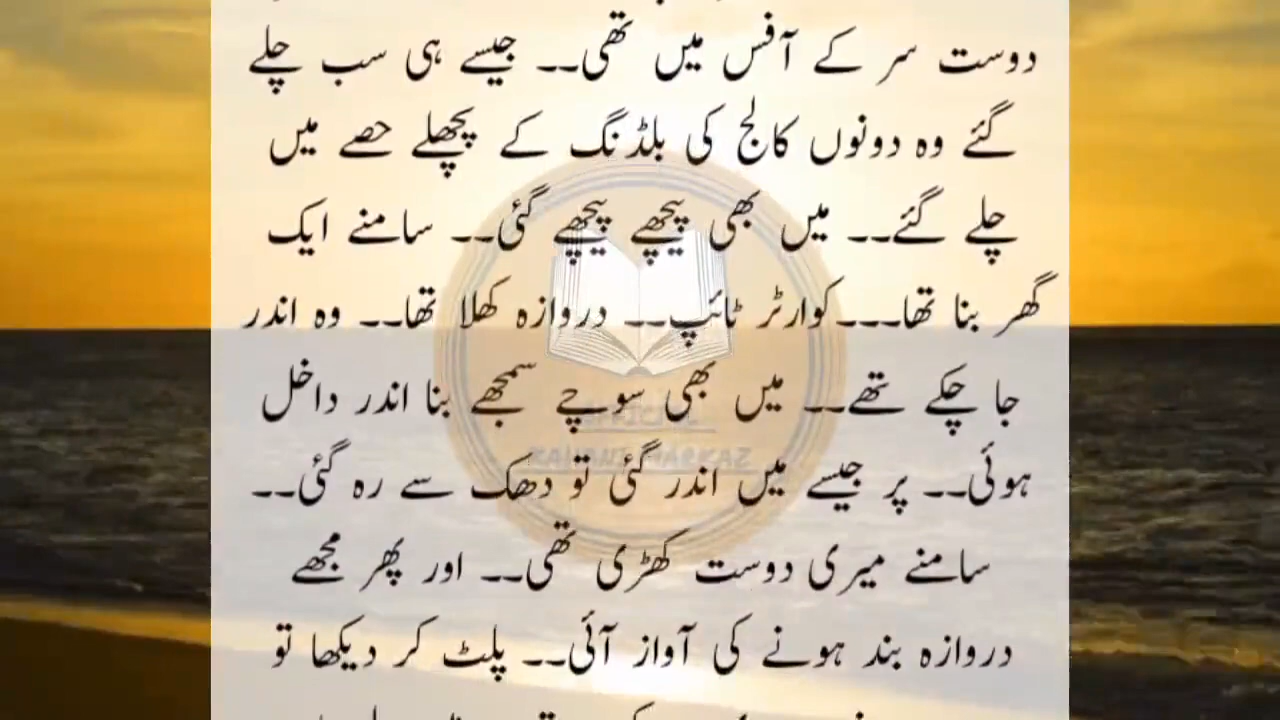 دوست سر کے آفس میں تھی۔۔ جیسے ہی سب چلے
گئے وہ دونوں کالج کی بلڈنگ کے پچھلے حصے میں
چلے گئے۔۔ میں بھی پیچھے پیچھے گئی۔۔ سامنے ایک
گھر بنا تھا۔۔۔ کوارٹر ٹائپ۔۔ دروازہ کھلا تھا۔۔ وہ اندر
جا چکے تھے۔۔ میں بھی سوچے سمجھے بنا اندر داخل
ہوئی۔۔ پر جیسے میں اندر گئی تو دھک سے رہ گئی۔۔
سامنے میری دوست کھڑی تھی۔۔ اور پھر مجھے
دروازہ بند ہونے کی آواز آئی۔۔ پلٹ کر دیکھا تو
OFFICIAL
KAHANI MARKAZ